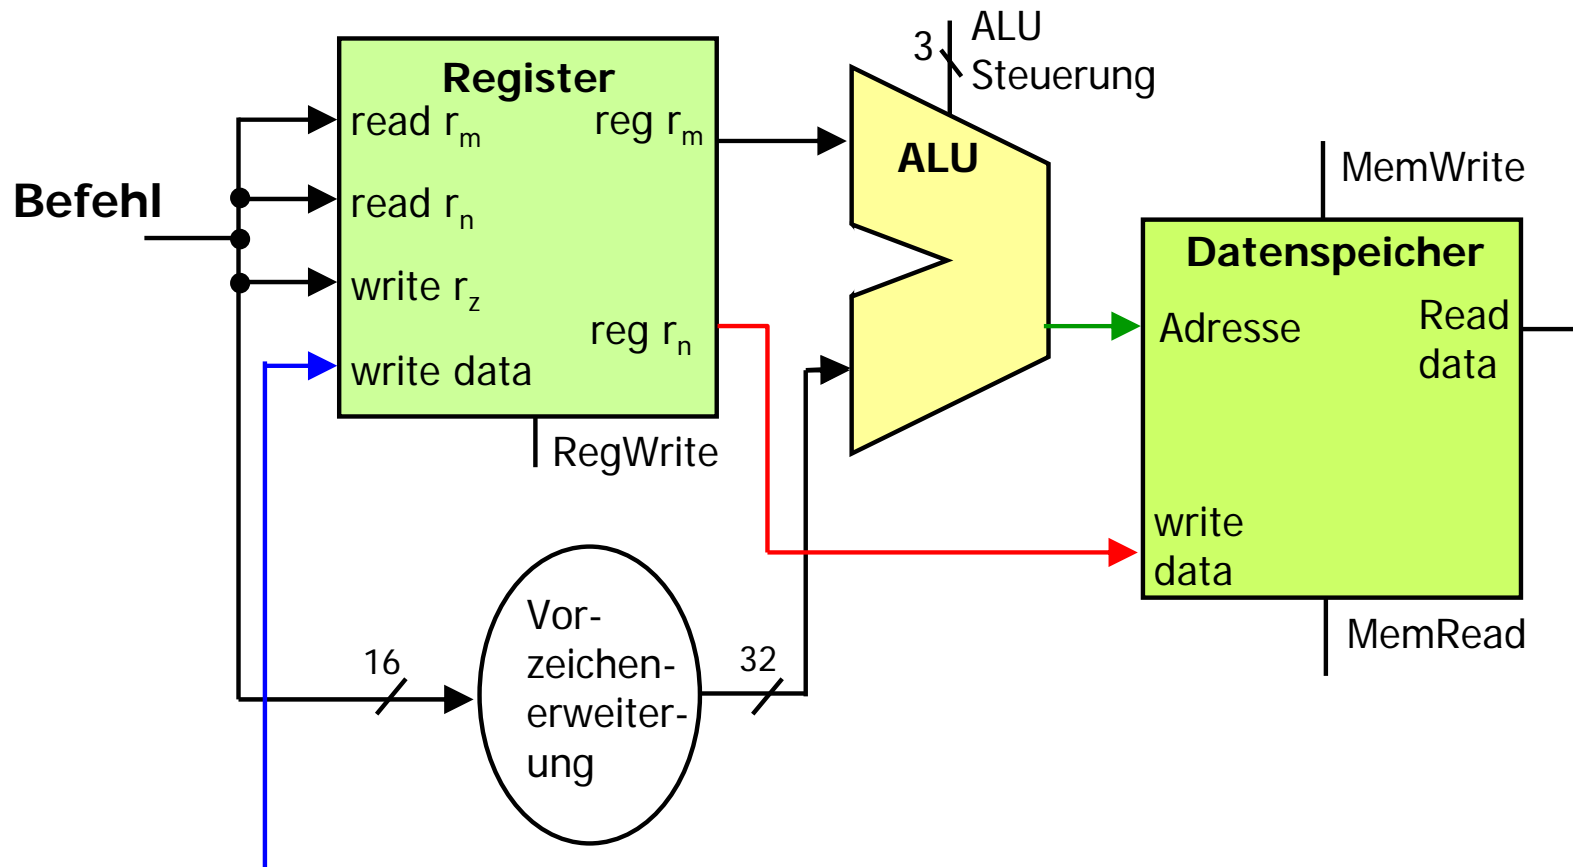 Befehl
Register
read rm
read rn
write rz
write data
reg rm
reg rn
RegWrite
3
ALU
Steuerung
ALU
MemWrite
Datenspeicher
Adresse
Read
data
write
data
MemRead
16
Vor-
zeichen-
erweiter-
ung
32